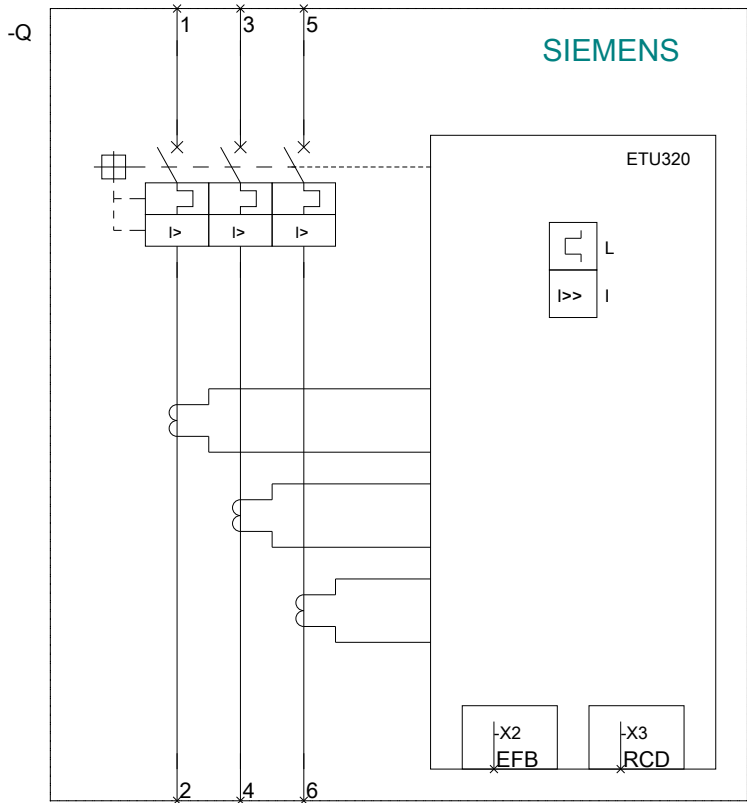 -Q
1 3 5
SIEMENS
ETU320
I> I> I>
L
I>> I
-X2 -X3
EFB RCD
2 4 6